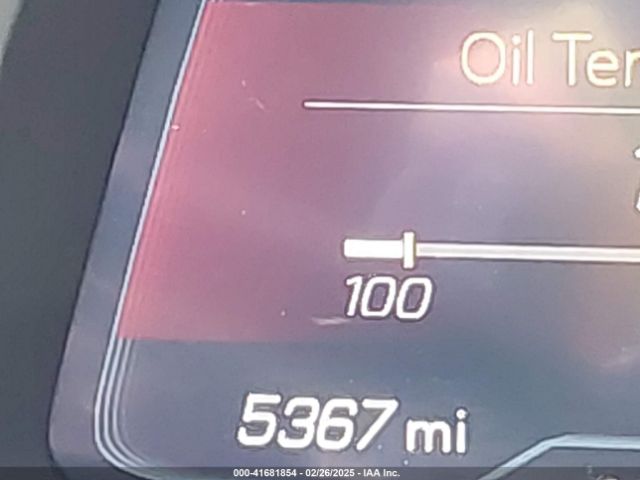 Oil Ter
100
5367 mi
000-41681854 - 02/26/2025 - IAA Inc.